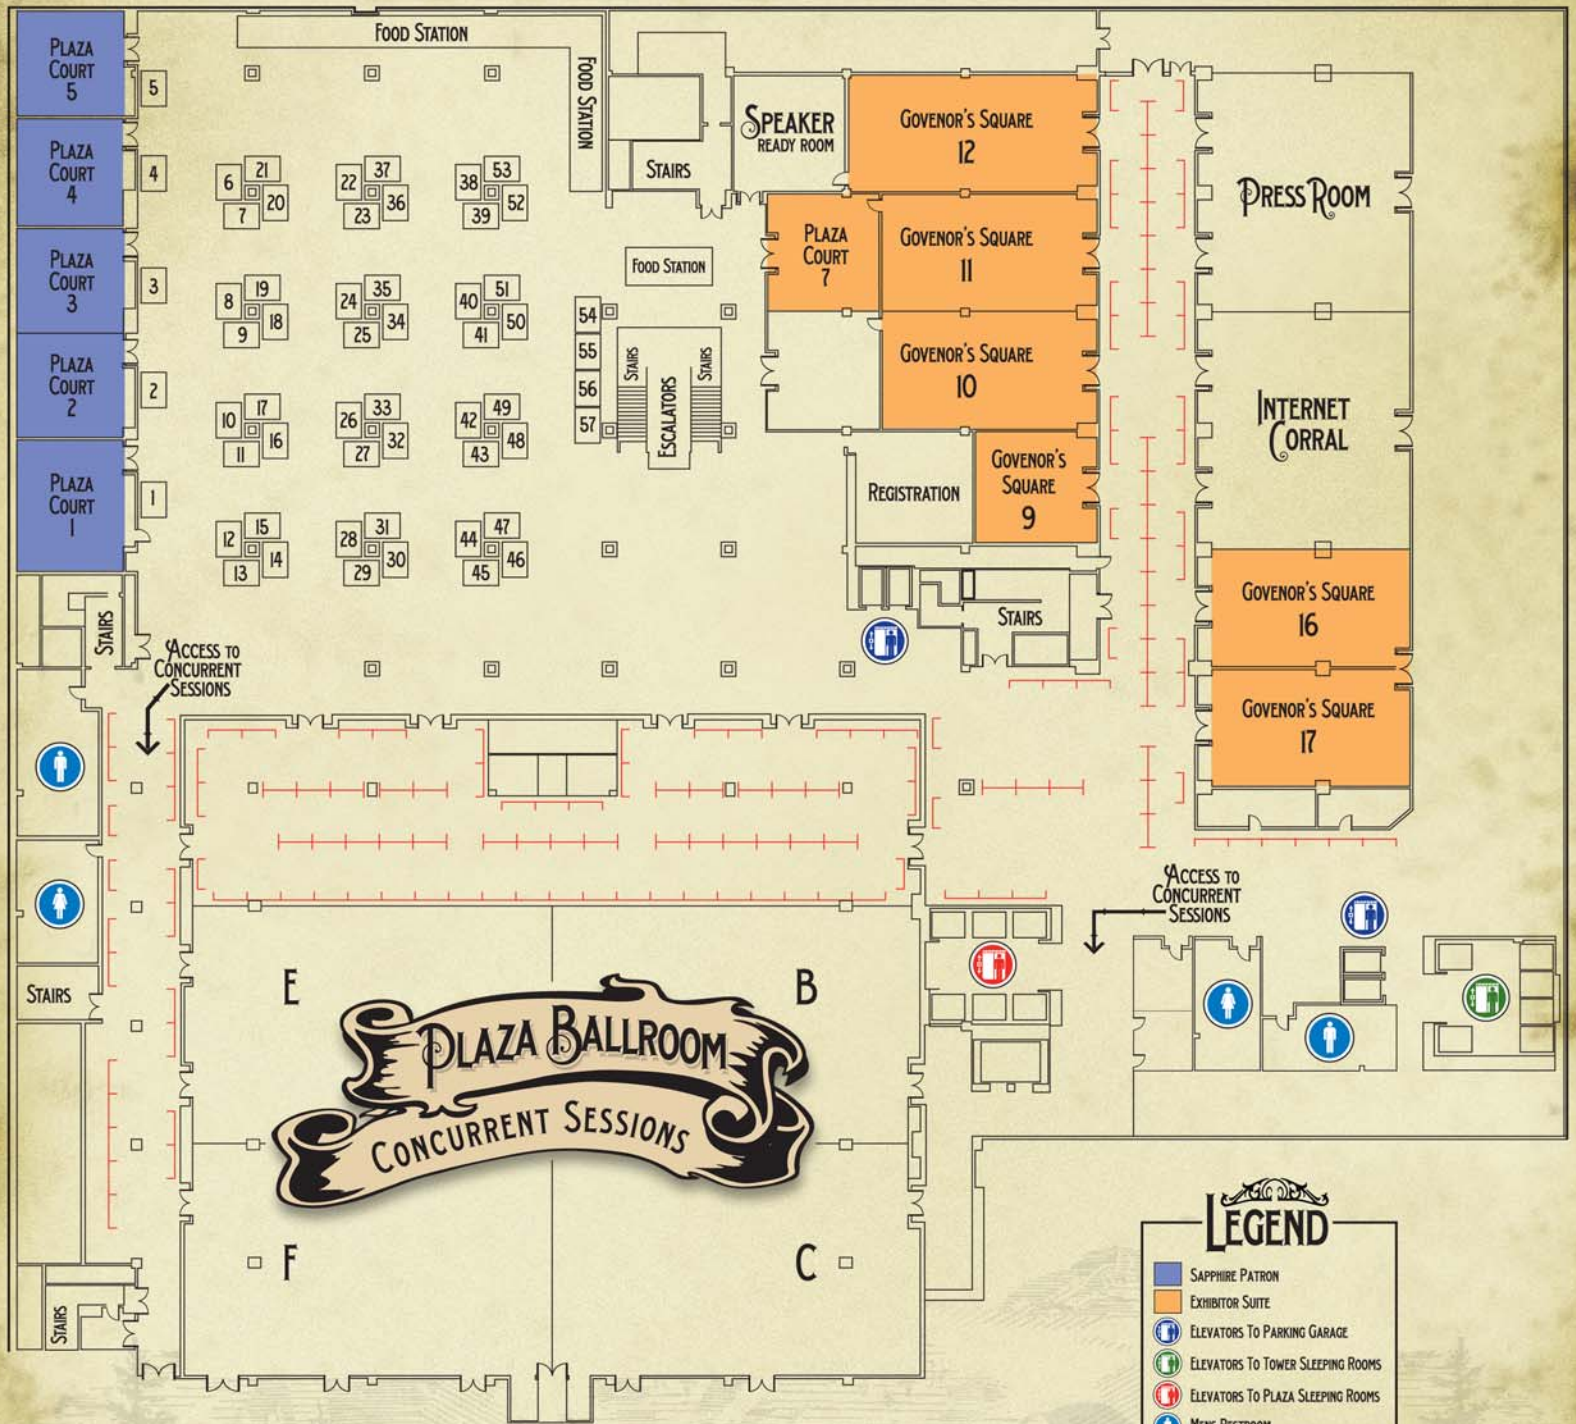 Plaza
Court
5
5
Plaza
Court
4
4
Plaza
Court
3
3
Plaza
Court
2
2
Plaza
Court
1
1
Food Station
Food Station
6
21
20
7
22
37
36
23
38
53
52
39
8
19
18
9
24
35
34
25
40
51
50
41
10
17
16
11
26
33
32
27
42
49
48
43
12
15
14
13
28
31
30
29
44
47
46
45
Stairs
Speaker
Ready Room
Food Station
54
55
56
57
Stairs
Stairs
Escalators
Govenor's Square
12
Plaza
Court
7
Govenor's Square
11
Govenor's Square
10
Registration
Govenor's
Square
9
Stairs
Press Room
Internet
Corral
Govenor's Square
16
Govenor's Square
17
Stairs
Access to
Concurrent
Sessions
Access to
Concurrent
Sessions
Stairs
E
B
Plaza Ballroom
Concurrent Sessions
F
C
Stairs
Legend
Sapphire Patron
Exhibitor Suite
Elevators To Parking Garage
Elevators To Tower Sleeping Rooms
Elevators To Plaza Sleeping Rooms
Mens Restroom